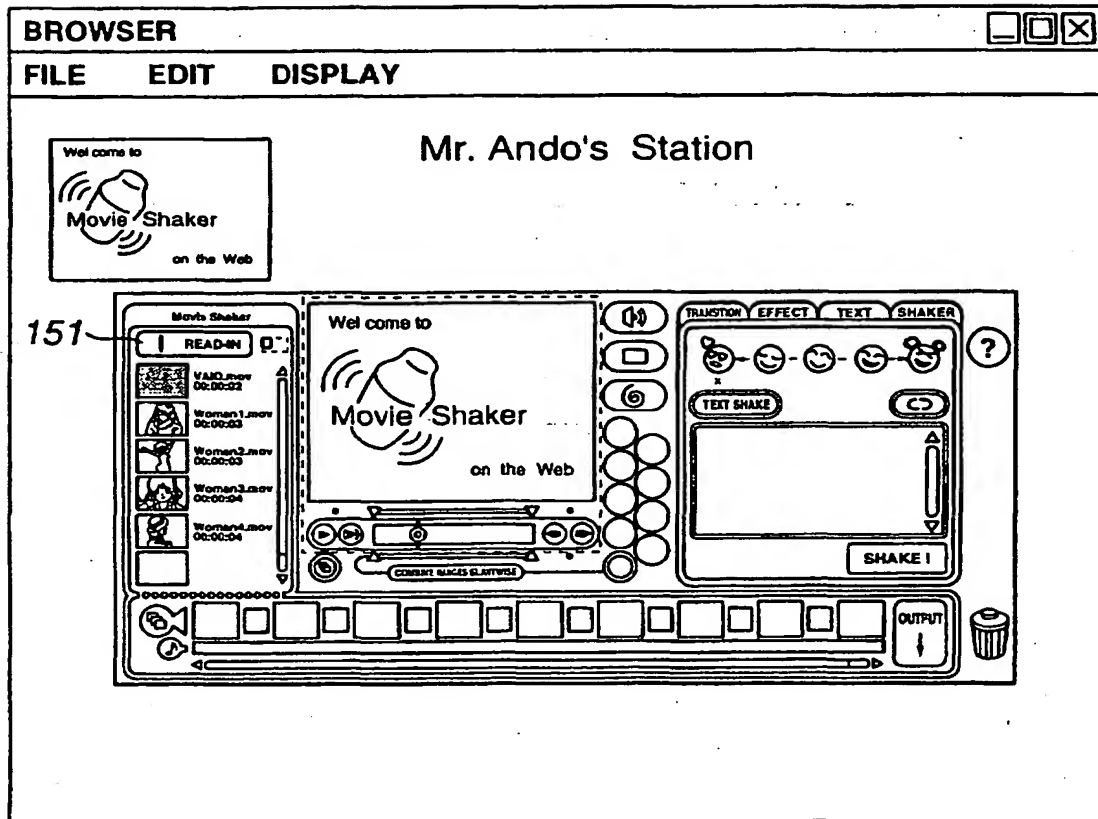 BROWSER
FILE EDIT DISPLAY
Mr. Ando's Station
Wel come to
Movie Shaker
on the Web
151
Movie Shaker
READ-IN
VAIO.mov
00:00:02
Woman1.mov
00:00:03
Woman2.mov
00:00:03
Woman3.mov
00:00:04
Woman4.mov
00:00:04
Wel come to
Movie Shaker
on the Web
COMBINE IMAGES SLANTWISE
TRANSITION EFFECT TEXT SHAKER
x
TEXT SHAKE
SHAKE !
?
OUTPUT